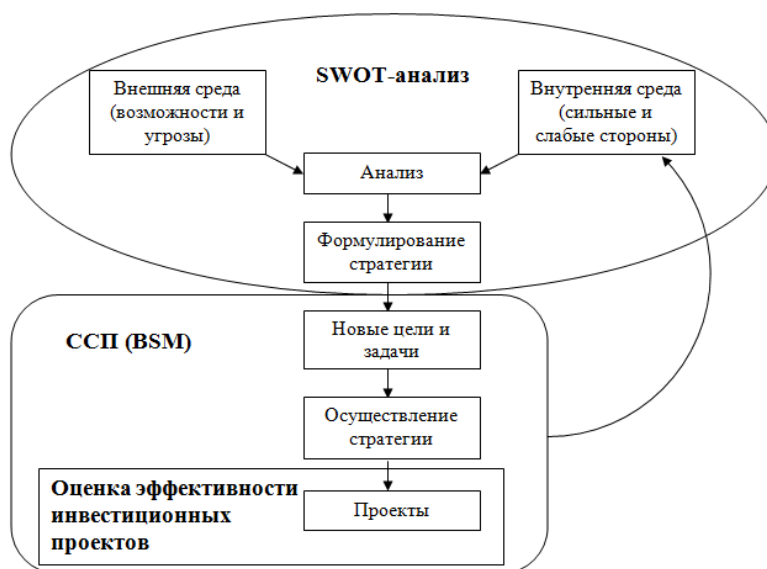 SWOT-анализ
Внешняя среда
(возможности и
угрозы)
Внутренняя среда
(сильные и
слабые стороны)
Анализ
Формулирование
стратегии
ССП (BSM)
Новые цели и
задачи
Осуществление
стратегии
Оценка эффективности
инвестиционных
проектов
Проекты